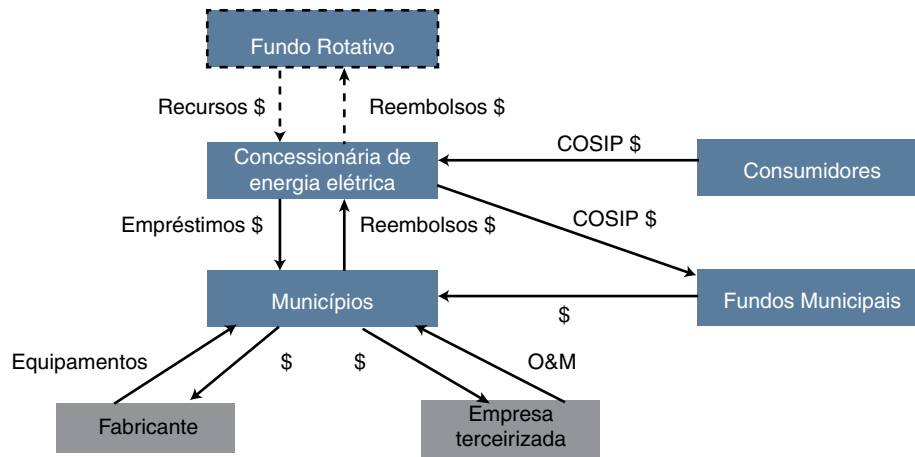 Fundo Rotativo
Recursos $
Reembolsos $
Concessionária de
energia elétrica
COSIP $
Consumidores
Empréstimos $
Reembolsos $
COSIP $
Municípios
Fundos Municipais
$
Equipamentos
$
$
O&M
Fabricante
Empresa
terceirizada